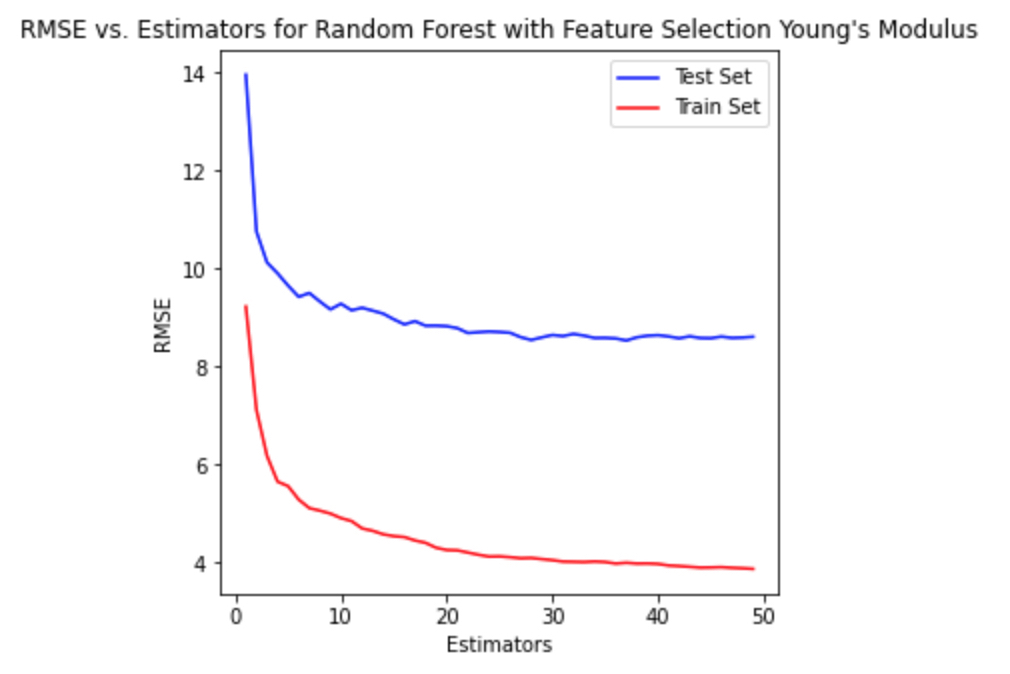 RMSE vs. Estimators for Random Forest with Feature Selection Young's Modulus
Test Set
Train Set
14
12
10
8
6
4
RMSE
0 10 20 30 40 50
Estimators